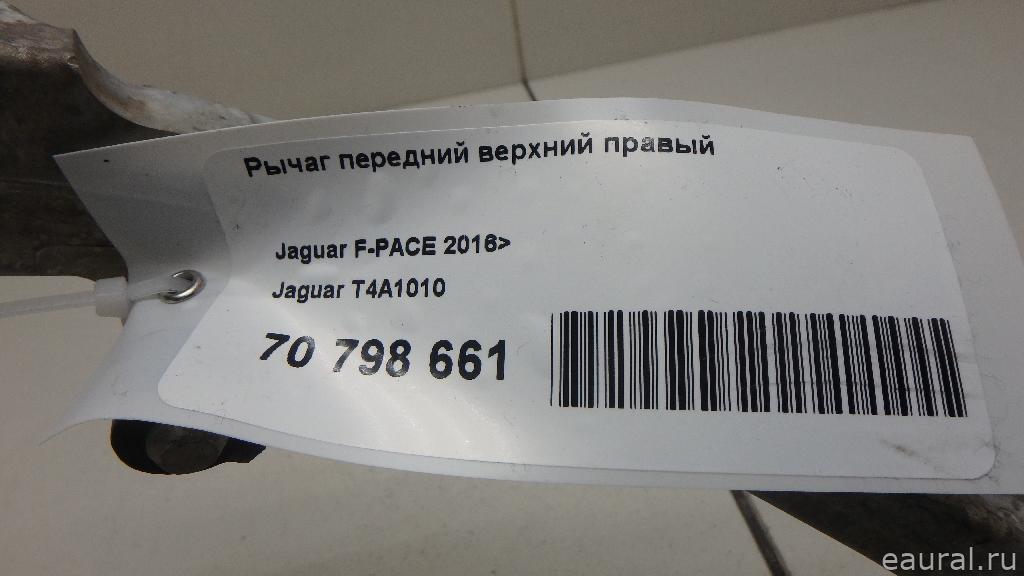 Рычаг передний верхний правый
Jaguar F-PACE 2016>
Jaguar T4A1010
70 798 661
eaural.ru